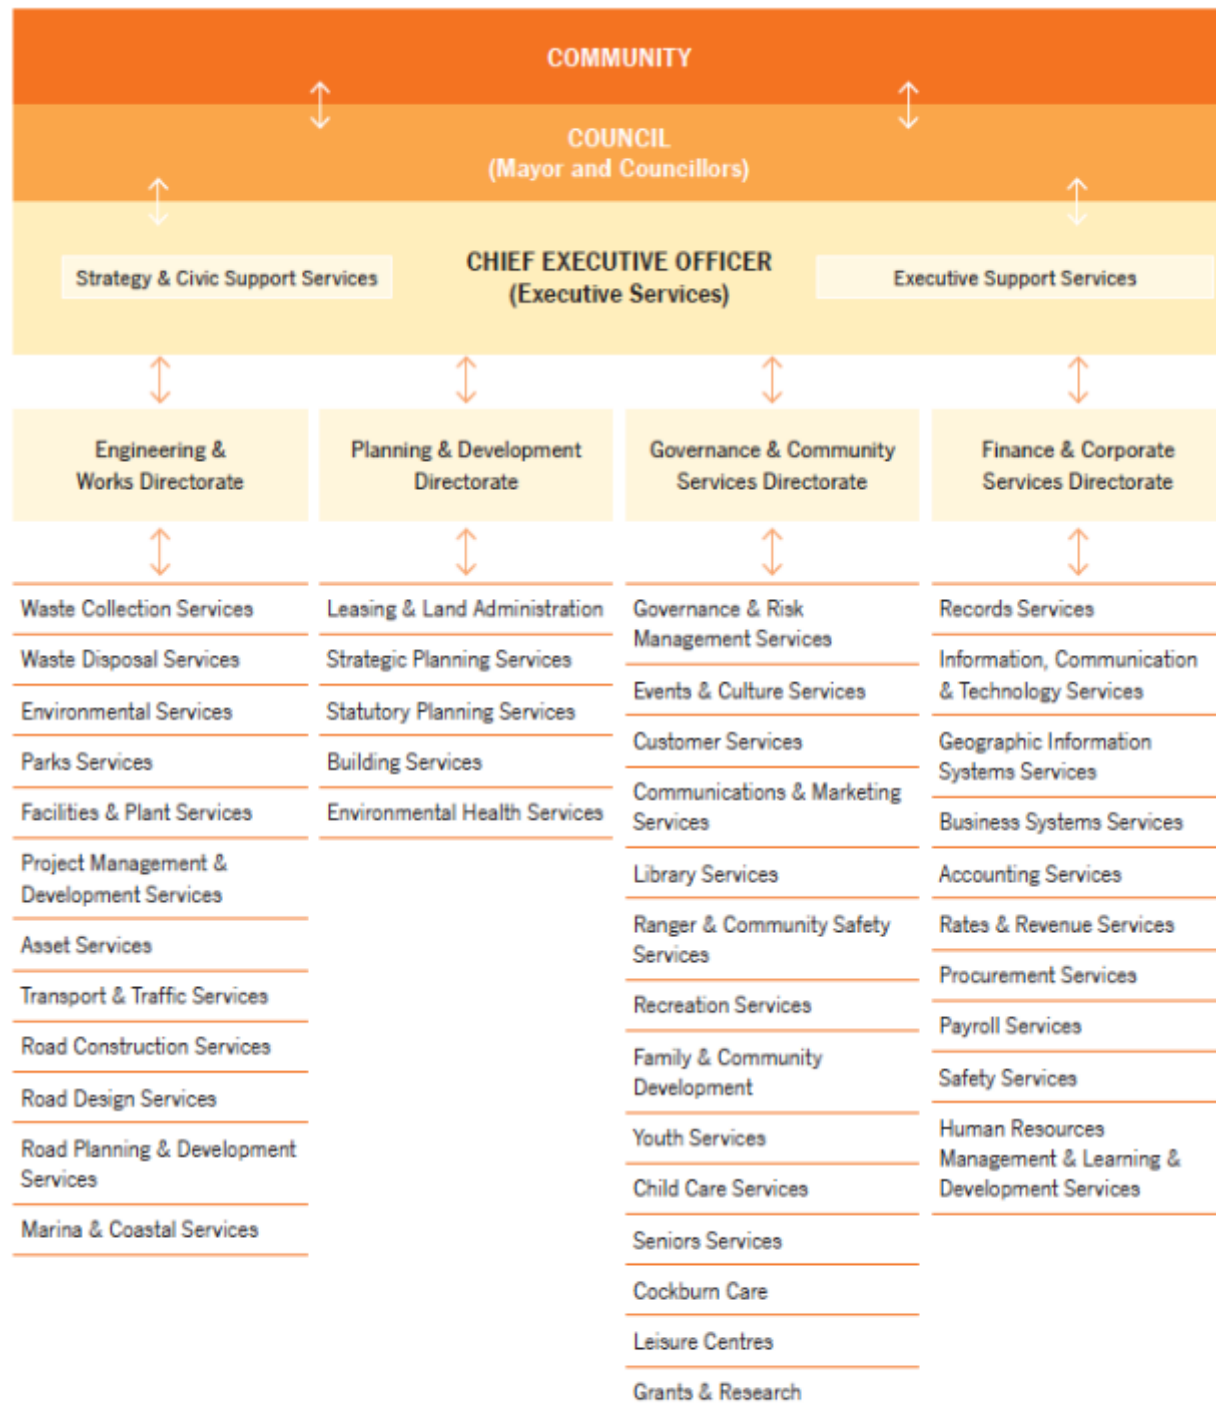 COMMUNITY
COUNCIL
(Mayor and Councillors)
CHIEF EXECUTIVE OFFICER
(Executive Services)
Strategy & Civic Support Services
Executive Support Services
Engineering &
Works Directorate
Planning & Development
Directorate
Governance & Community
Services Directorate
Finance & Corporate
Services Directorate
Waste Collection Services
Waste Disposal Services
Environmental Services
Parks Services
Facilities & Plant Services
Project Management &
Development Services
Asset Services
Transport & Traffic Services
Road Construction Services
Road Design Services
Road Planning & Development
Services
Marina & Coastal Services
Leasing & Land Administration
Strategic Planning Services
Statutory Planning Services
Building Services
Environmental Health Services
Governance & Risk
Management Services
Events & Culture Services
Customer Services
Communications & Marketing
Services
Library Services
Ranger & Community Safety
Services
Recreation Services
Family & Community
Development
Youth Services
Child Care Services
Seniors Services
Cockburn Care
Leisure Centres
Grants & Research
Records Services
Information, Communication
& Technology Services
Geographic Information
Systems Services
Business Systems Services
Accounting Services
Rates & Revenue Services
Procurement Services
Payroll Services
Safety Services
Human Resources
Management & Learning &
Development Services